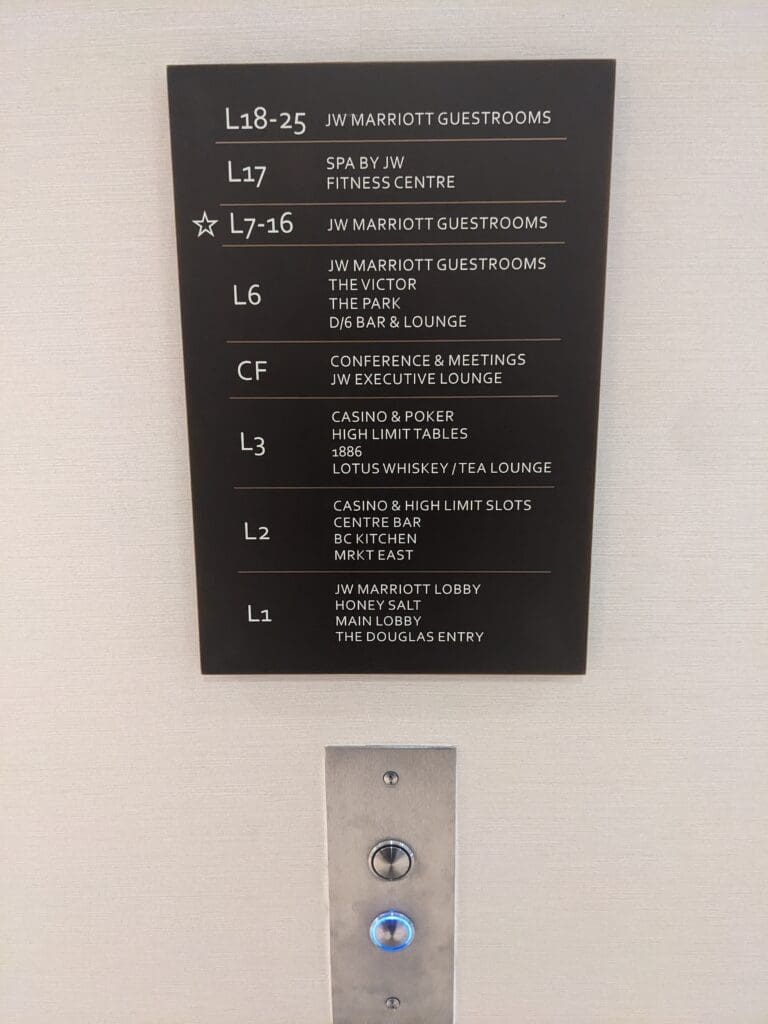 L18-25 JW MARRIOTT GUESTROOMS
L17 SPA BY JW
FITNESS CENTRE
☆ L7-16 JW MARRIOTT GUESTROOMS
L6 JW MARRIOTT GUESTROOMS
THE VICTOR
THE PARK
D/6 BAR & LOUNGE
CF CONFERENCE & MEETINGS
JW EXECUTIVE LOUNGE
L3 CASINO & POKER
HIGH LIMIT TABLES
1886
LOTUS WHISKEY / TEA LOUNGE
L2 CASINO & HIGH LIMIT SLOTS
CENTRE BAR
BC KITCHEN
MRKT EAST
L1 JW MARRIOTT LOBBY
HONEY SALT
MAIN LOBBY
THE DOUGLAS ENTRY